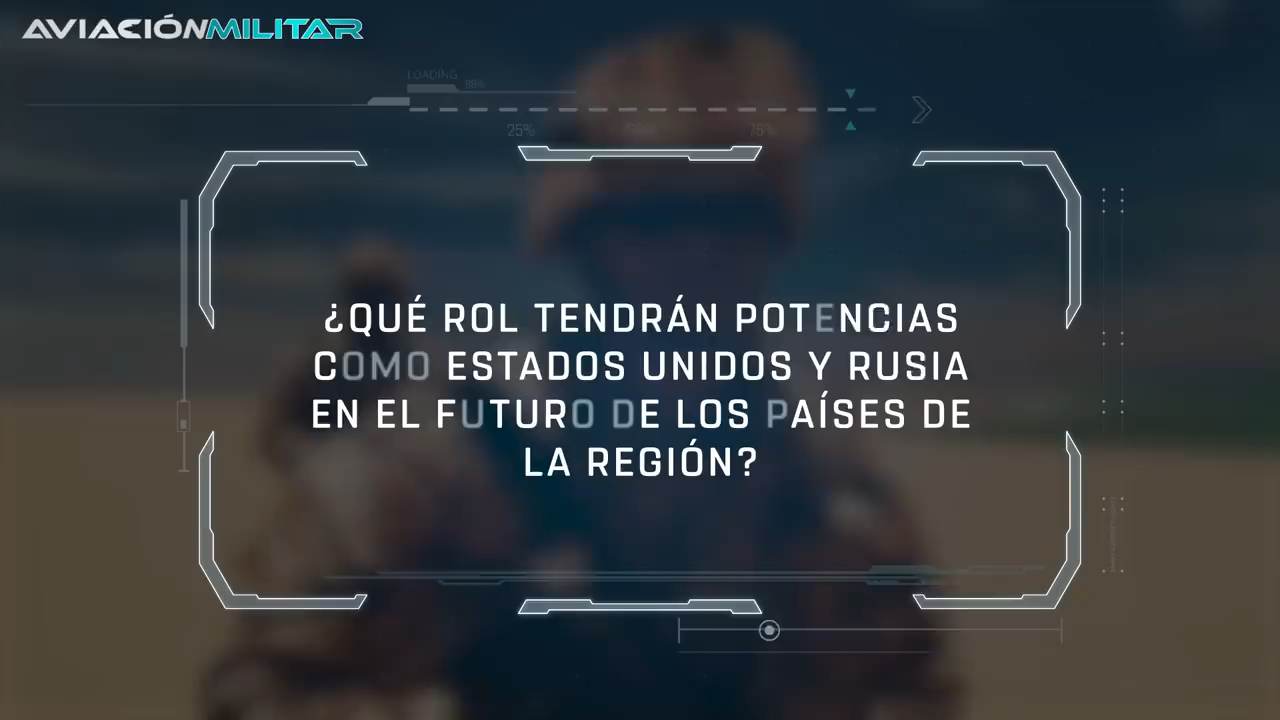 AVIACIÓNMILITAR
LOADING
88%
25%
75%
¿QUÉ ROL TENDRÁN POTENCIAS
COMO ESTADOS UNIDOS Y RUSIA
EN EL FUTURO DE LOS PAÍSES DE
LA REGIÓN?